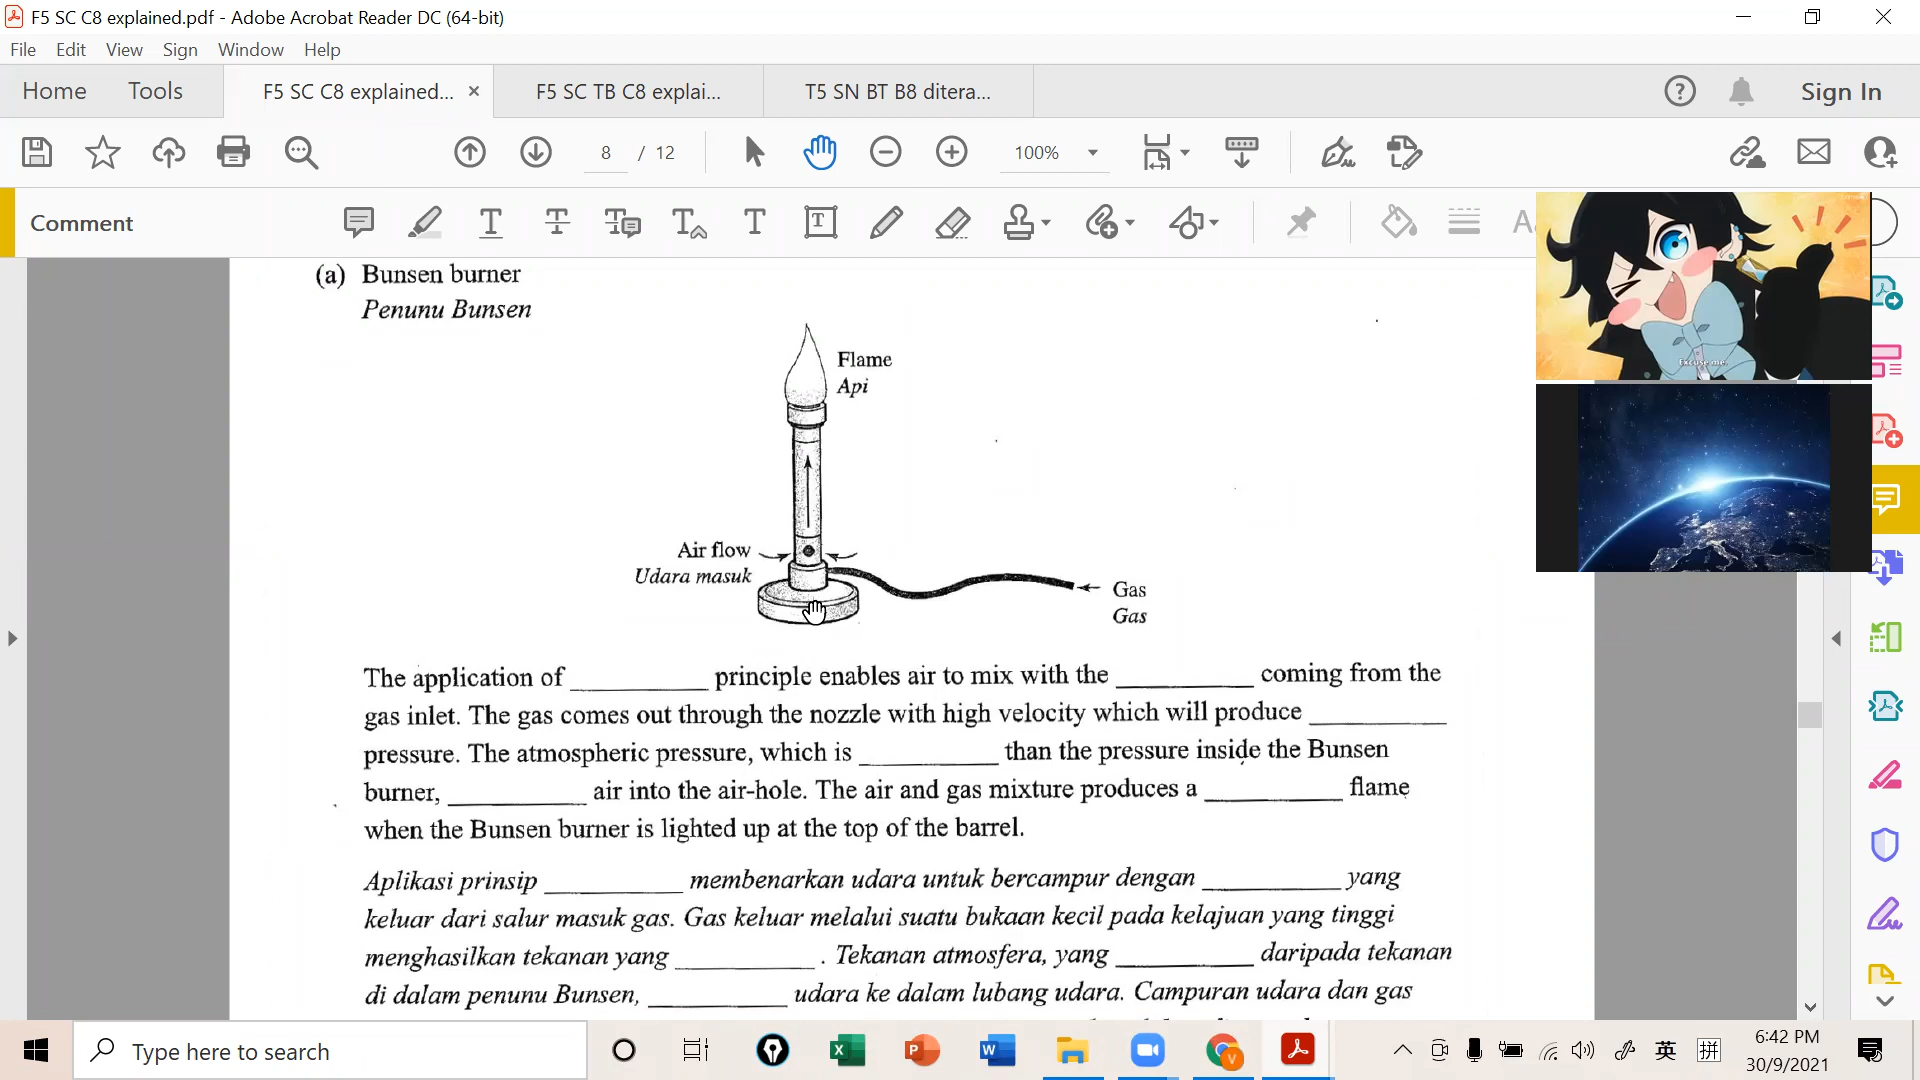 F5 SC C8 explained.pdf - Adobe Acrobat Reader DC (64-bit)
File Edit View Sign Window Help
Home Tools F5 SC C8 explained... × F5 SC TB C8 explai... T5 SN BT B8 ditera... Sign In
8 / 12 100%
Comment
(a) Bunsen burner
Penunu Bunsen
Flame
Api
Air flow
Udara masuk
Gas
Gas
Excuse me.
The application of __________ principle enables air to mix with the __________ coming from the
gas inlet. The gas comes out through the nozzle with high velocity which will produce __________
pressure. The atmospheric pressure, which is __________ than the pressure inside the Bunsen
burner, __________ air into the air-hole. The air and gas mixture produces a __________ flame
when the Bunsen burner is lighted up at the top of the barrel.
Aplikasi prinsip __________ membenarkan udara untuk bercampur dengan __________ yang
keluar dari salur masuk gas. Gas keluar melalui suatu bukaan kecil pada kelajuan yang tinggi
menghasilkan tekanan yang __________ . Tekanan atmosfera, yang __________ daripada tekanan
di dalam penunu Bunsen, __________ udara ke dalam lubang udara. Campuran udara dan gas
Type here to search
英 拼
6:42 PM
30/9/2021